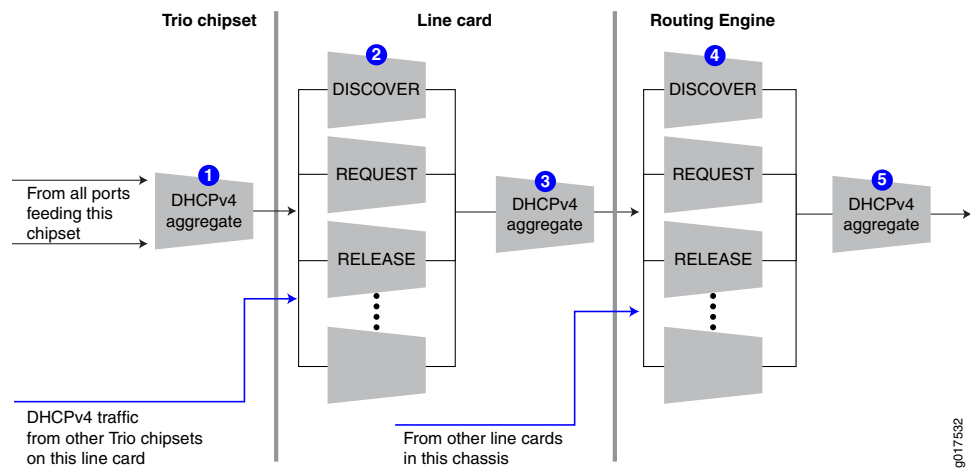 Trio chipset
Line card
Routing Engine
2
DISCOVER
4
DISCOVER
REQUEST
REQUEST
1
DHCPv4
aggregate
3
DHCPv4
aggregate
5
DHCPv4
aggregate
From all ports
feeding this
chipset
RELEASE
RELEASE
DHCPv4 traffic
from other Trio chipsets
on this line card
From other line cards
in this chassis
g017532